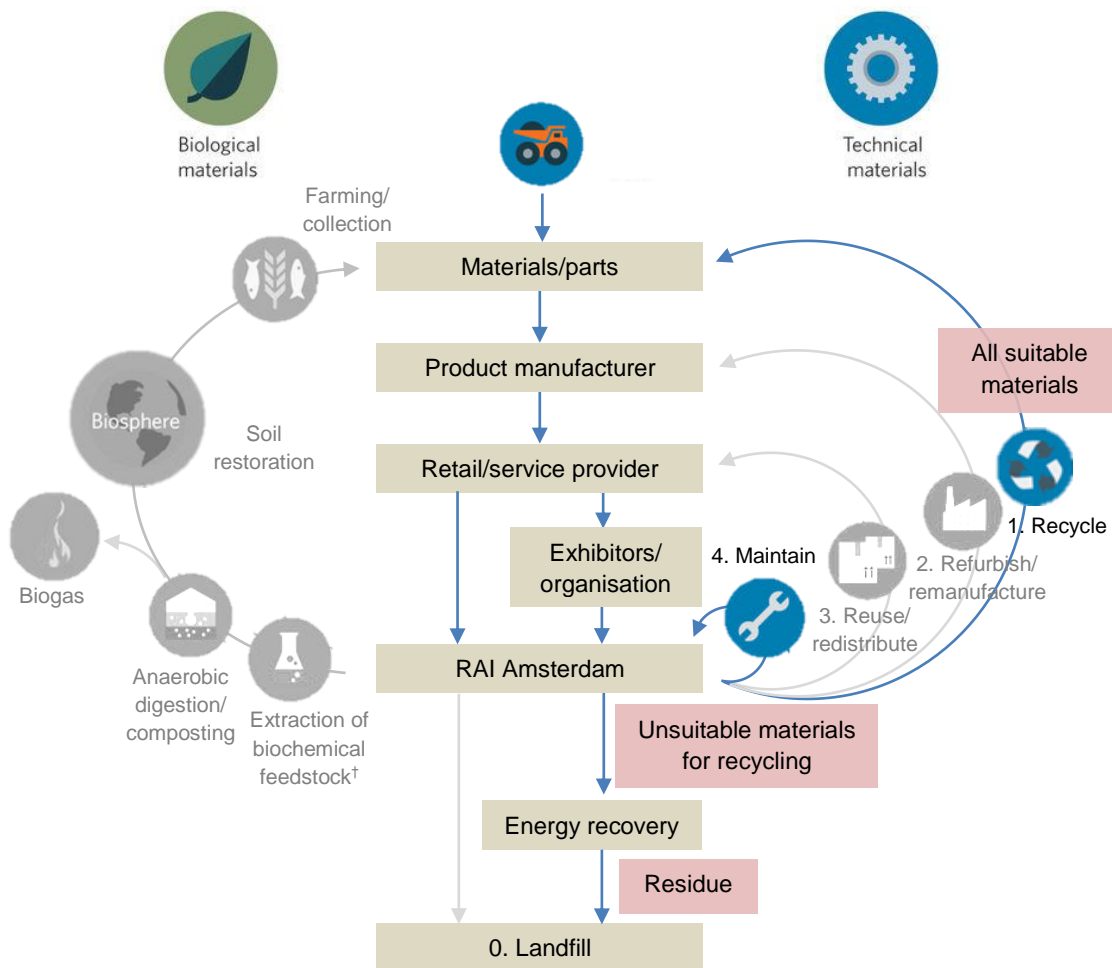 Biological
materials
Technical
materials
Farming/
collection
Materials/parts
Product manufacturer
All suitable
materials
Biosphere
Soil
restoration
Retail/service provider
1. Recycle
Exhibitors/
organisation
4. Maintain
2. Refurbish/
remanufacture
Biogas
3. Reuse/
redistribute
RAI Amsterdam
Anaerobic
digestion/
composting
Extraction of
biochemical
feedstock†
Unsuitable materials
for recycling
Energy recovery
Residue
0. Landfill